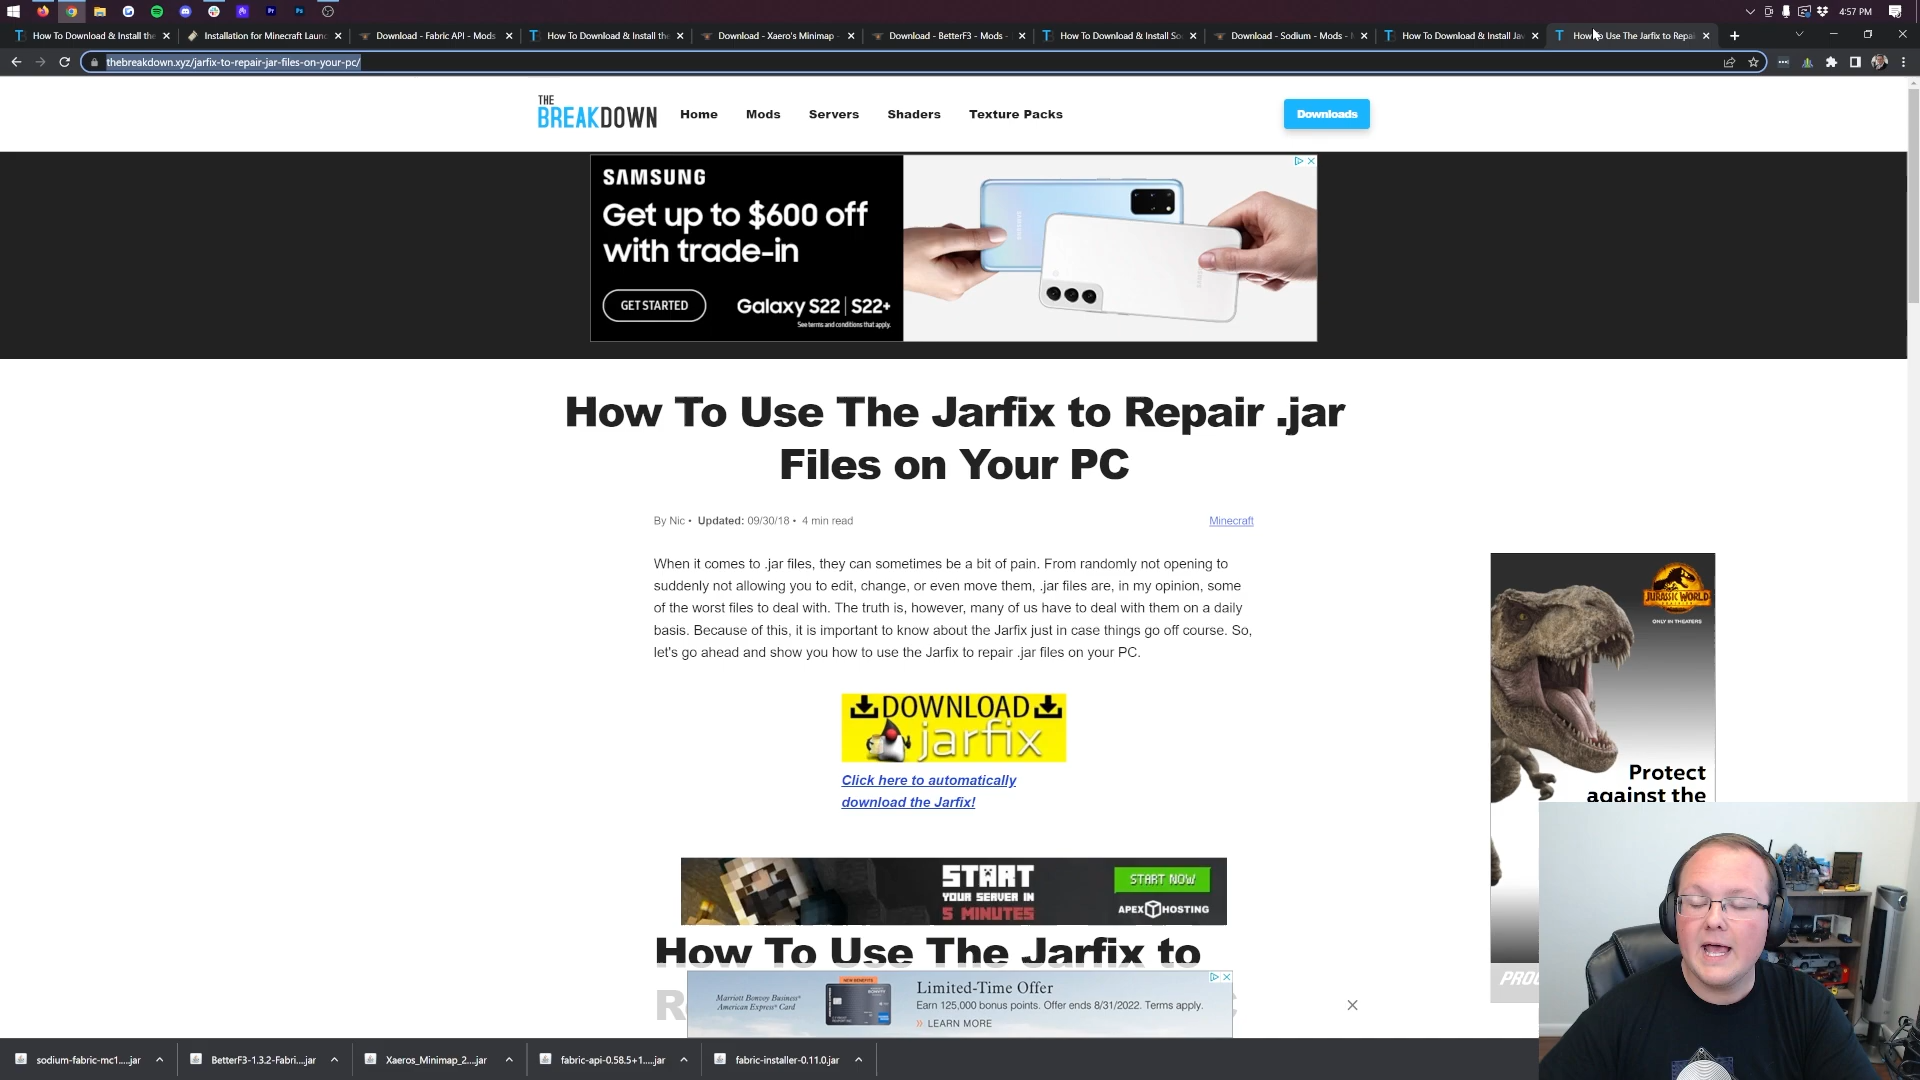 4:57 PM
How To Download & Install the
Installation for Minecraft Laun
Download - Fabric API - Mods
How To Download & Install the
Download - Xaero's Minimap -
Download - BetterF3 - Mods -
How To Download & Install So
Download - Sodium - Mods -
How To Download & Install Jav
How To Use The Jarfix to Repai
thebreakdown.xyz/jarfix-to-repair-jar-files-on-your-pc/
THE
BREAKDOWN
Home
Mods
Servers
Shaders
Texture Packs
Downloads
SAMSUNG
Get up to $600 off
with trade-in
GET STARTED
Galaxy S22 | S22+
See terms and conditions that apply.
How To Use The Jarfix to Repair .jar
Files on Your PC
By Nic • Updated: 09/30/18 • 4 min read
Minecraft
When it comes to .jar files, they can sometimes be a bit of pain. From randomly not opening to
suddenly not allowing you to edit, change, or even move them, .jar files are, in my opinion, some
of the worst files to deal with. The truth is, however, many of us have to deal with them on a daily
basis. Because of this, it is important to know about the Jarfix just in case things go off course. So,
let's go ahead and show you how to use the Jarfix to repair .jar files on your PC.
DOWNLOAD
jarfix
Click here to automatically
download the Jarfix!
JURASSIC WORLD
ONLY IN THEATERS
Protect
against the
START
YOUR SERVER IN
5 MINUTES
START NOW
APEX HOSTING
How To Use The Jarfix to
Marriott Bonvoy Business®
American Express® Card
NEW BENEFITS
Limited-Time Offer
Earn 125,000 bonus points. Offer ends 8/31/2022. Terms apply.
LEARN MORE
sodium-fabric-mc1....jar
BetterF3-1.3.2-Fabri....jar
Xaeros_Minimap_2....jar
fabric-api-0.58.5+1....jar
fabric-installer-0.11.0.jar